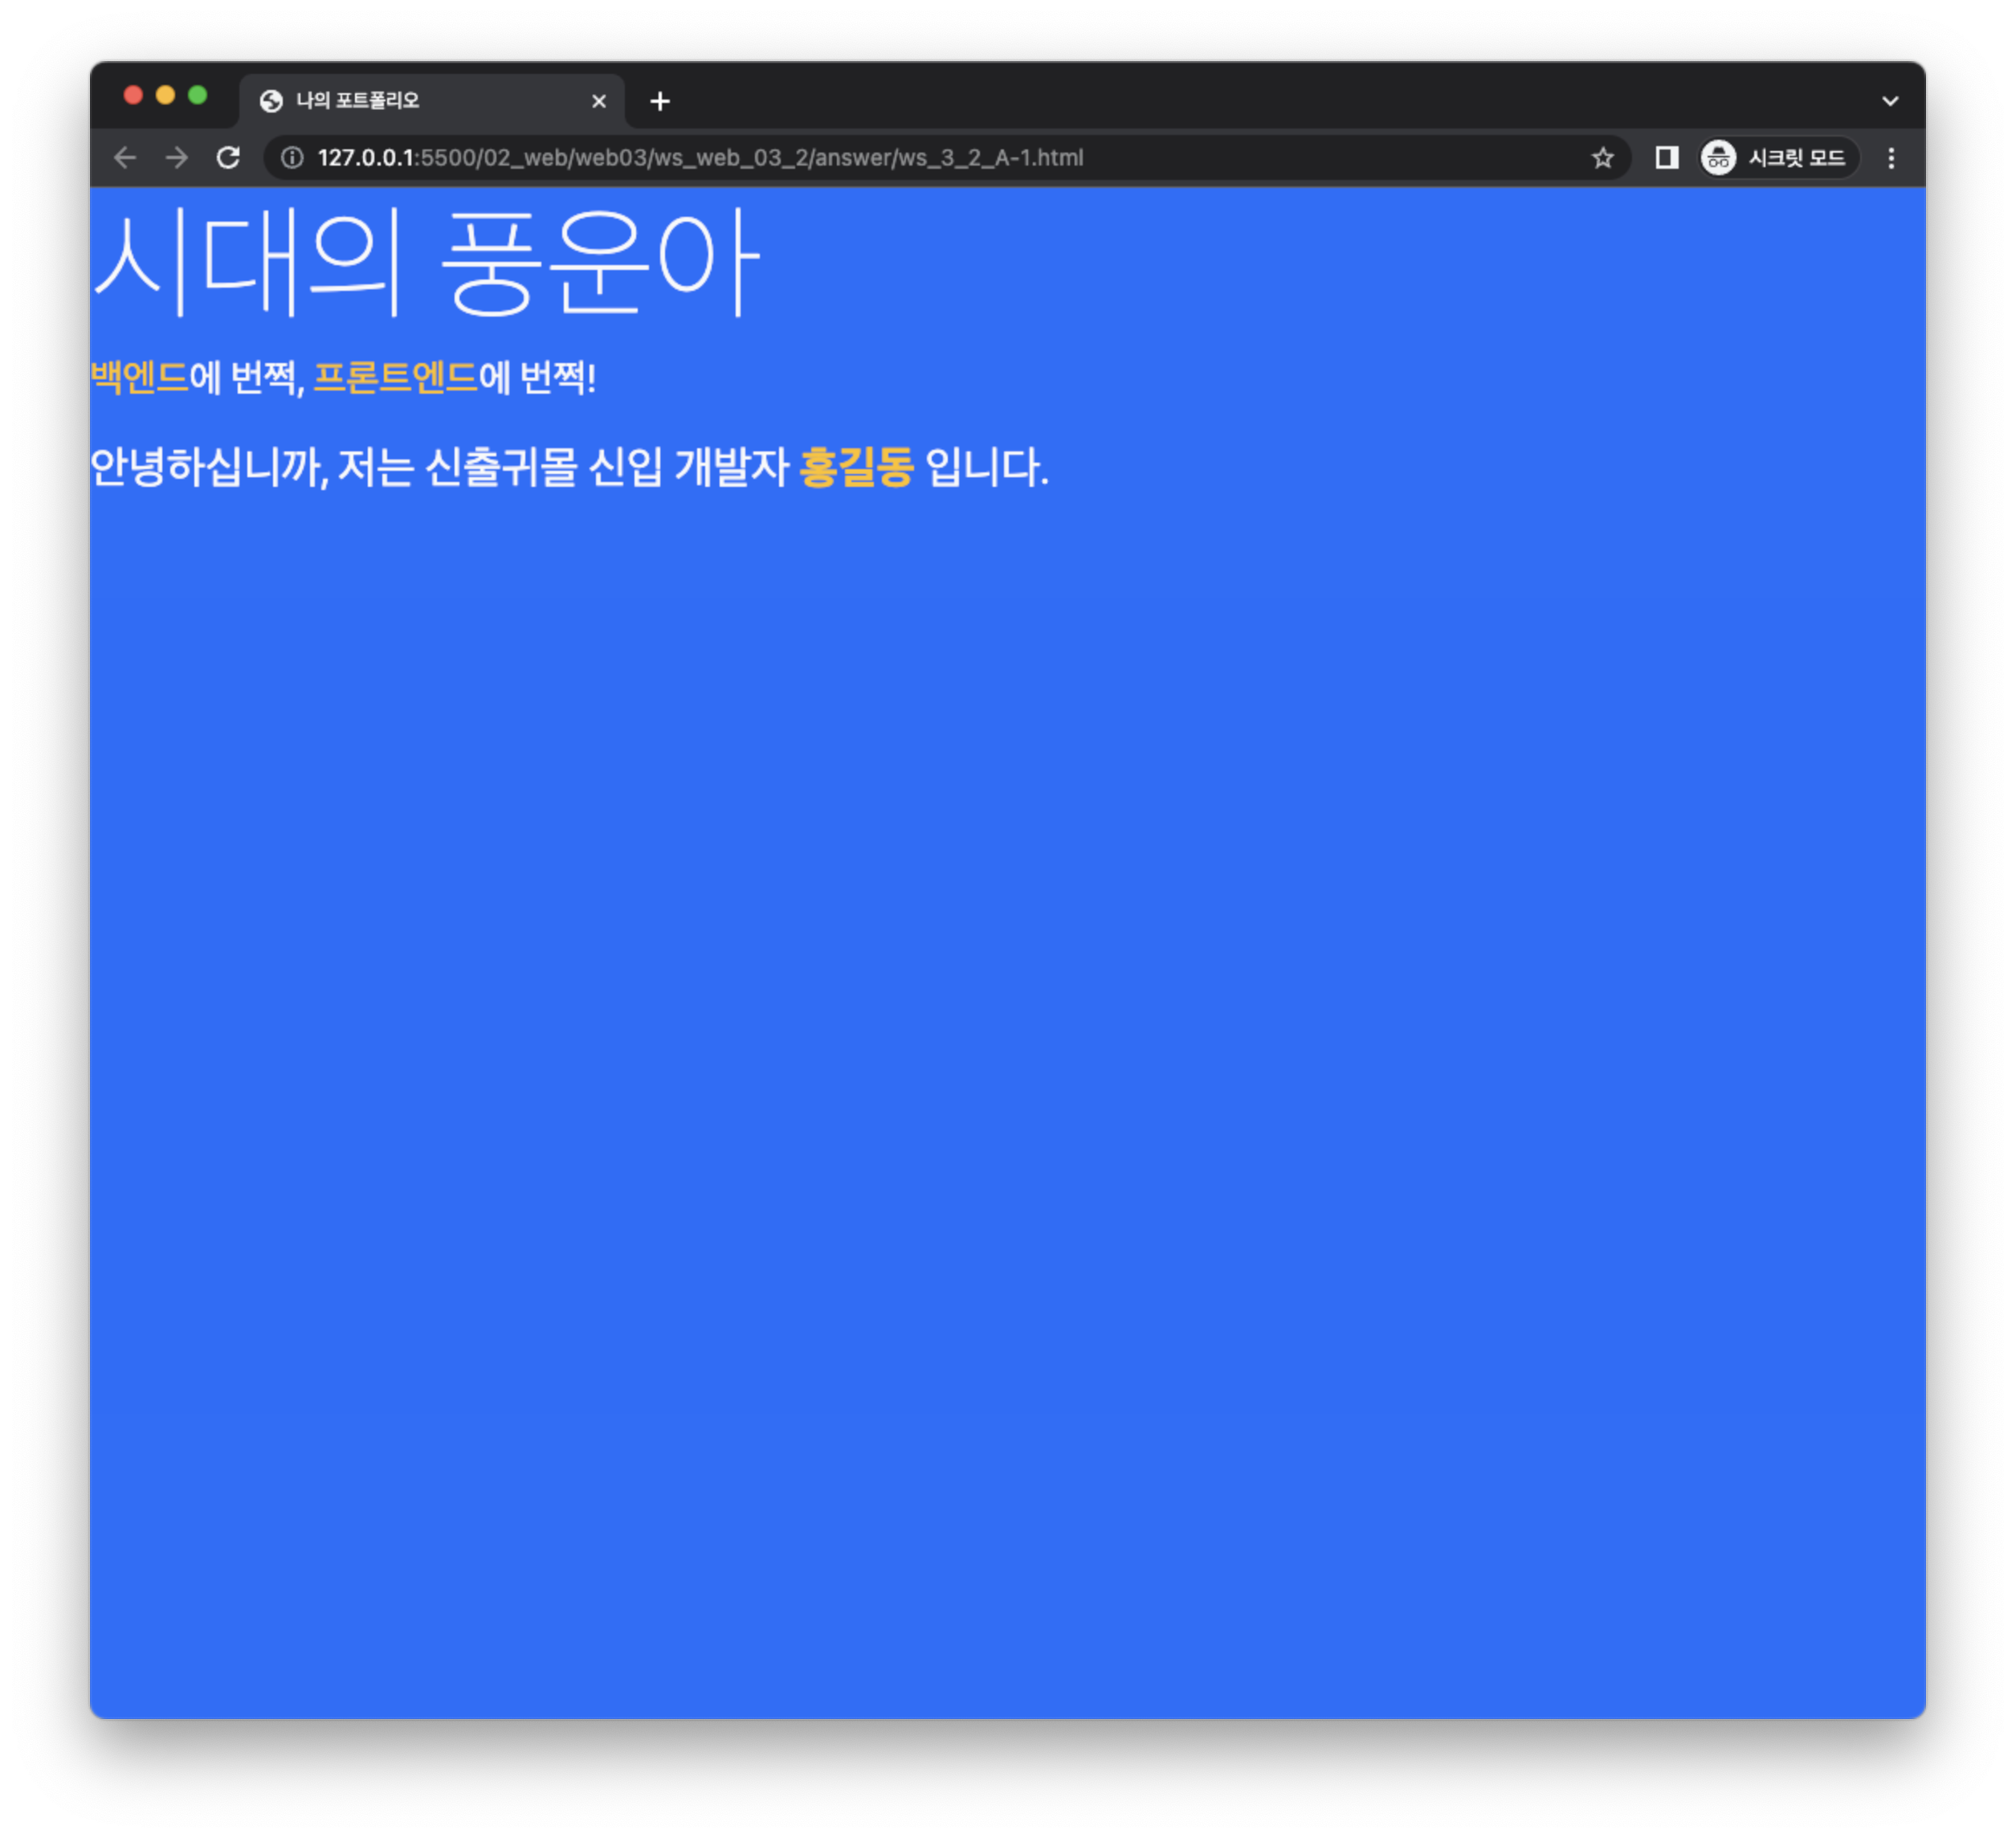 나의 포트폴리오
127.0.0.1:5500/02_web/web03/ws_web_03_2/answer/ws_3_2_A-1.html
시크릿 모드
시대의 풍운아
백엔드에 번쩍, 프론트엔드에 번쩍!
안녕하십니까, 저는 신출귀몰 신입 개발자 홍길동 입니다.